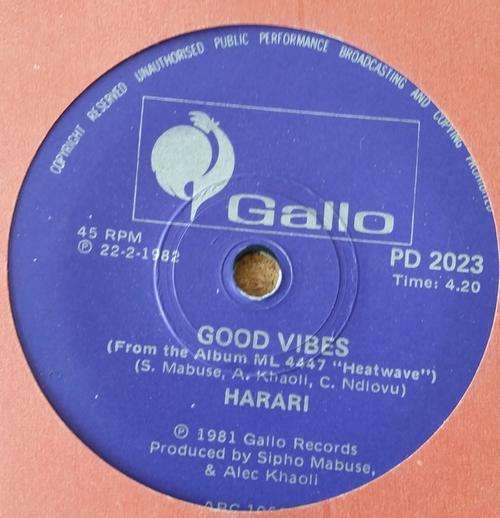 COPYRIGHT RESERVED UNAUTHORISED PUBLIC PERFORMANCE BROADCASTING AND COPYING PROHIBITED
Gallo
45 RPM
Ⓟ 22-2-1982
PD 2023
Time: 4.20
GOOD VIBES
(From the Album ML 4447 "Heatwave")
(S. Mabuse, A. Khaoli, C. Ndlovu)
HARARI
Ⓟ 1981 Gallo Records
Produced by Sipho Mabuse,
& Alec Khaoli